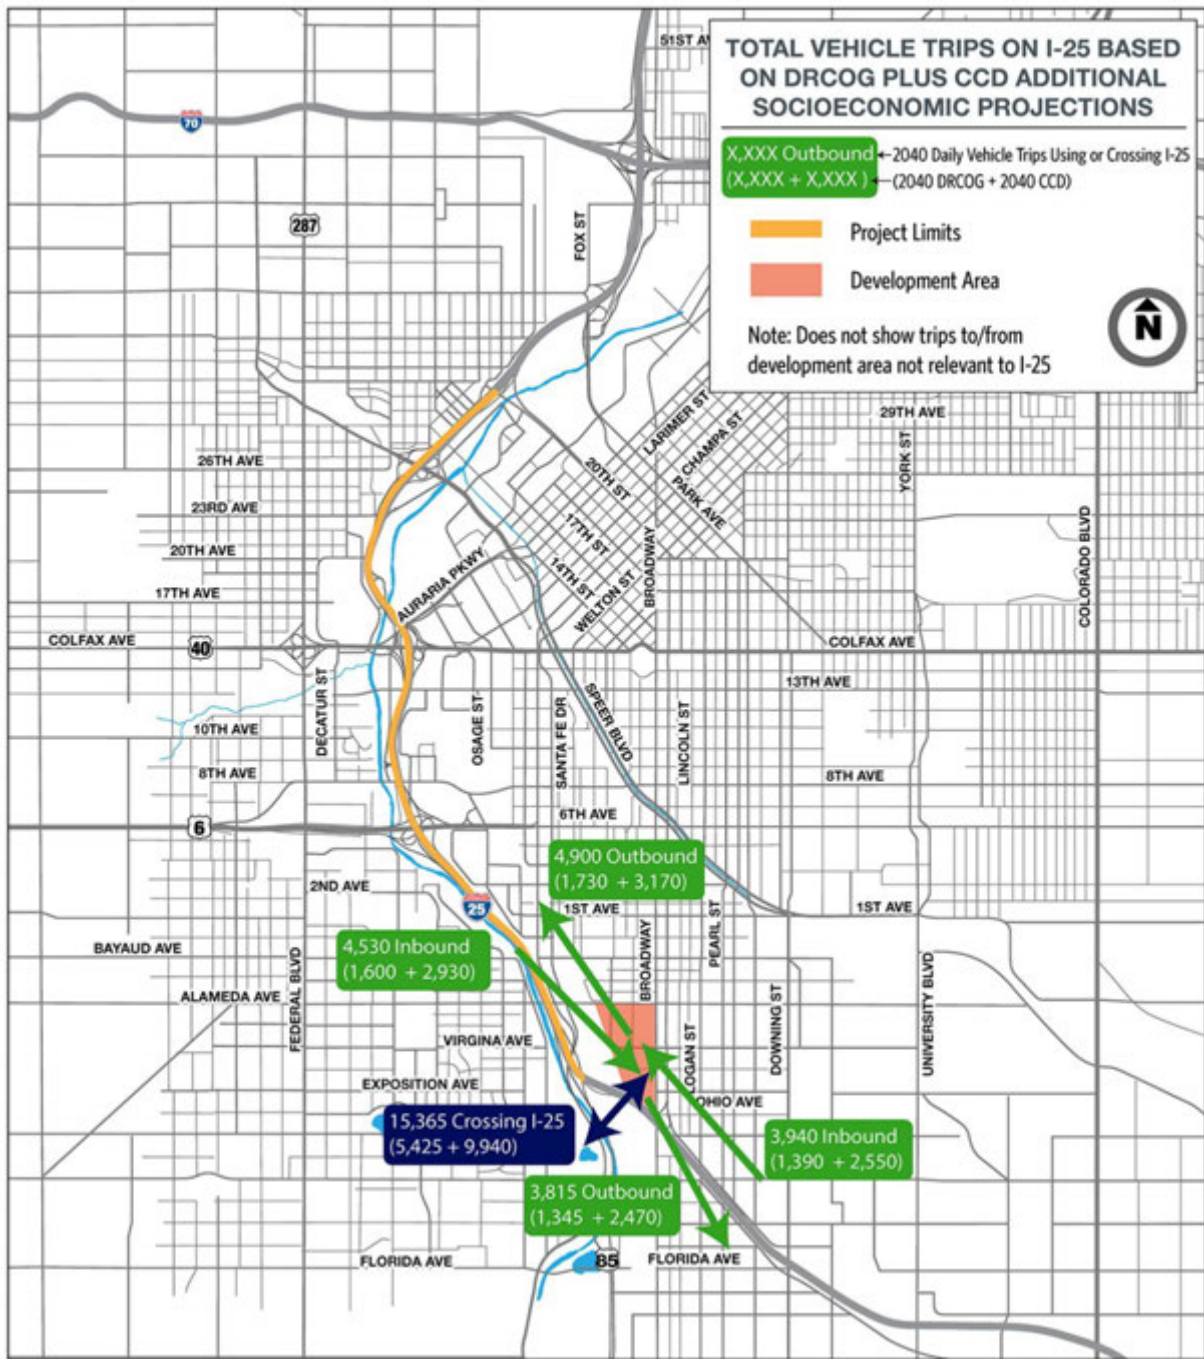 51ST AV
TOTAL VEHICLE TRIPS ON I-25 BASED
ON DRCOG PLUS CCD ADDITIONAL
SOCIOECONOMIC PROJECTIONS
X,XXX Outbound
2040 Daily Vehicle Trips Using or Crossing I-25
(X,XXX + X,XXX )
(2040 DRCOG + 2040 CCD)
Project Limits
Development Area
Note: Does not show trips to/from
development area not relevant to I-25
N
70
287
FOX ST
29TH AVE
LARIMER ST
CHAMPA ST
YORK ST
26TH AVE
20TH ST
PARK AVE
23RD AVE
17TH ST
20TH AVE
14TH ST
WELTON ST
BROADWAY
COLORADO BLVD
17TH AVE
AURARIA PKWY
COLFAX AVE
40
COLFAX AVE
13TH AVE
DECATUR ST
OSAGE ST
SANTA FE DR
SPEER BLVD
LINCOLN ST
10TH AVE
8TH AVE
8TH AVE
6TH AVE
6
4,900 Outbound
(1,730 + 3,170)
2ND AVE
25
1ST AVE
1ST AVE
BAYAUD AVE
4,530 Inbound
(1,600 + 2,930)
FEDERAL BLVD
BROADWAY
PEARL ST
UNIVERSITY BLVD
ALAMEDA AVE
DOWNING ST
VIRGINA AVE
LOGAN ST
EXPOSITION AVE
OHIO AVE
15,365 Crossing I-25
(5,425 + 9,940)
3,940 Inbound
(1,390 + 2,550)
3,815 Outbound
(1,345 + 2,470)
FLORIDA AVE
85
FLORIDA AVE